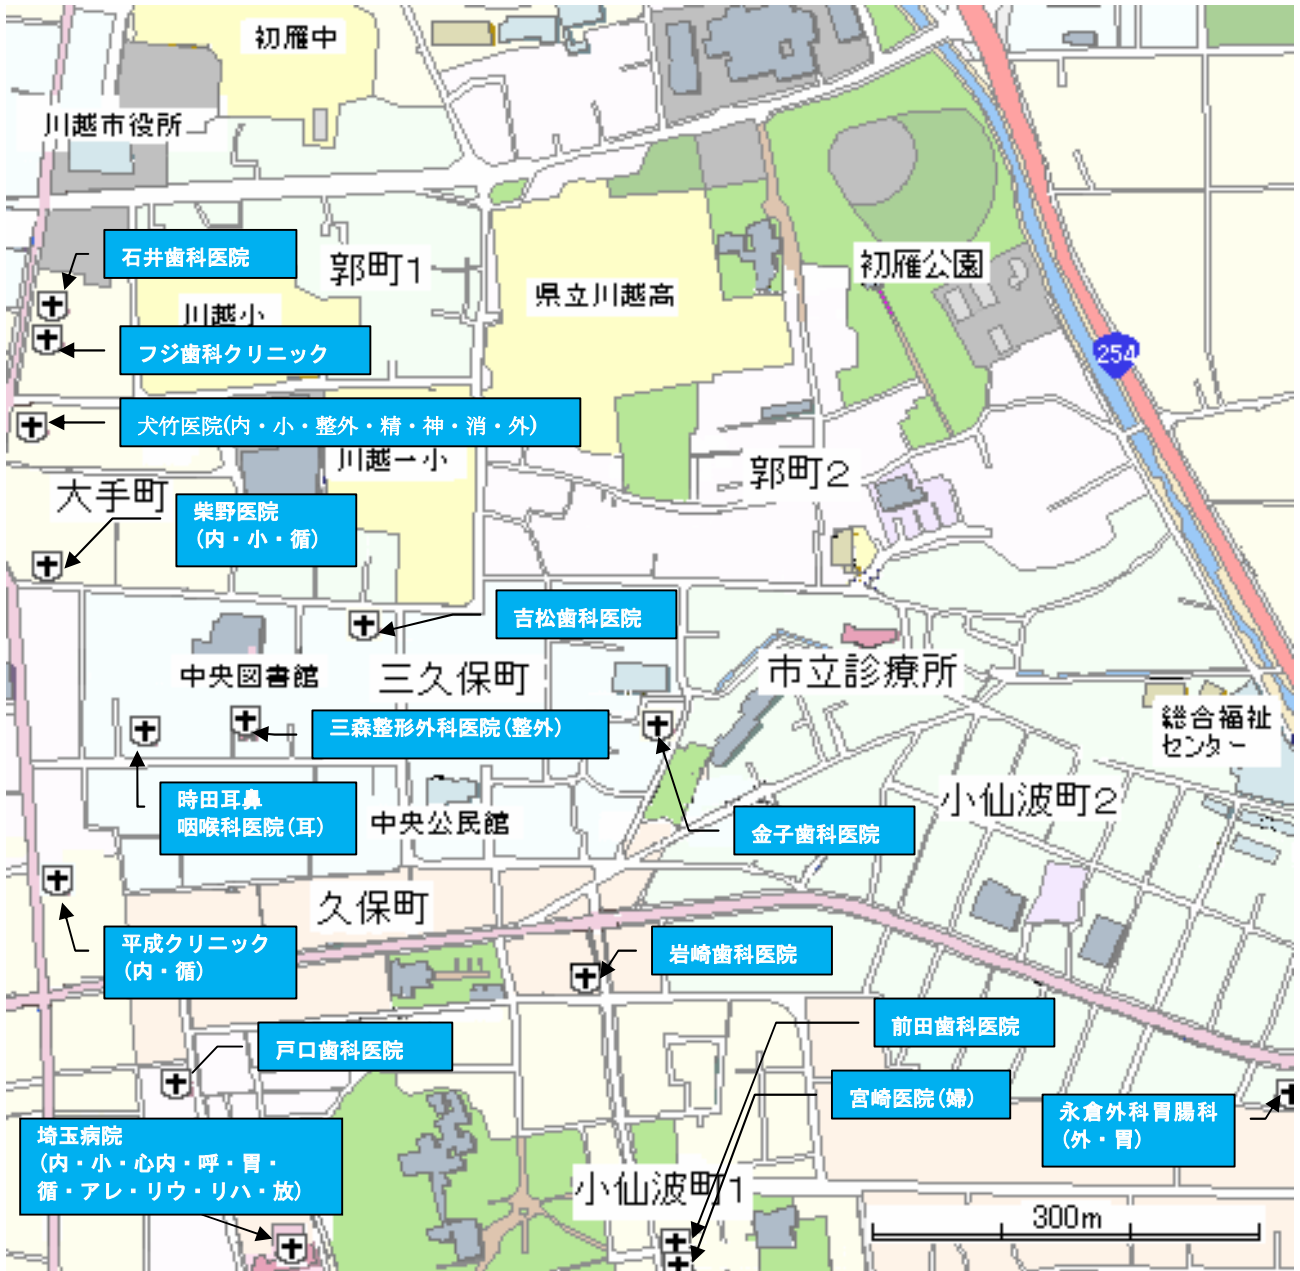 初雁中
川越市役所
石井歯科医院
郭町1
初雁公園
県立川越高
川越小
フジ歯科クリニック
254
犬竹医院(内・小・整外・精・神・消・外)
川越一小
郭町2
大手町
柴野医院
(内・小・循)
吉松歯科医院
中央図書館
三久保町
市立診療所
三森整形外科医院(整外)
総合福祉
センター
時田耳鼻
咽喉科医院(耳)
中央公民館
金子歯科医院
小仙波町2
久保町
平成クリニック
(内・循)
岩崎歯科医院
前田歯科医院
戸口歯科医院
宮崎医院(婦)
永倉外科胃腸科
(外・胃)
埼玉病院
(内・小・心内・呼・胃・
循・アレ・リウ・リハ・放)
小仙波町1
300m